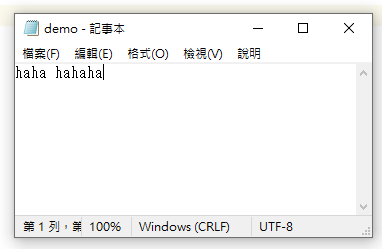 demo - 記事本
檔案(F) 編輯(E) 格式(O) 檢視(V) 說明
haha hahaha
第 1 列，第 100% Windows (CRLF) UTF-8